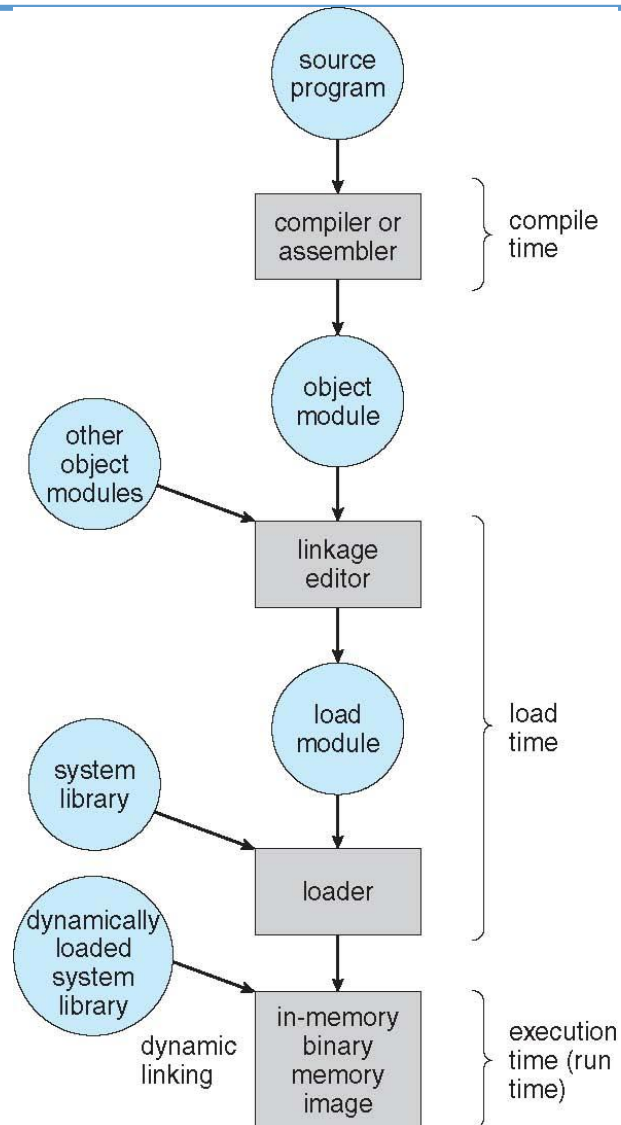 source
program
compiler or
assembler
compile
time
object
module
other
object
modules
linkage
editor
load
module
load
time
system
library
loader
dynamically
loaded
system
library
dynamic
linking
in-memory
binary
memory
image
execution
time (run
time)